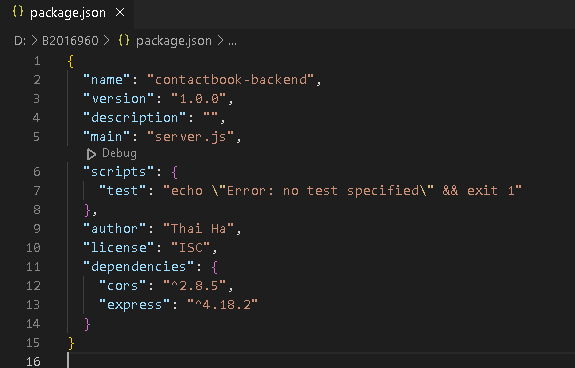 {} package.json ×
D: > B2016960 > {} package.json > ...
1 {
2 "name": "contactbook-backend",
3 "version": "1.0.0",
4 "description": "",
5 "main": "server.js",
Debug
6 "scripts": {
7 "test": "echo \"Error: no test specified\" && exit 1"
8 },
9 "author": "Thai Ha",
10 "license": "ISC",
11 "dependencies": {
12 "cors": "^2.8.5",
13 "express": "^4.18.2"
14 }
15 }
16